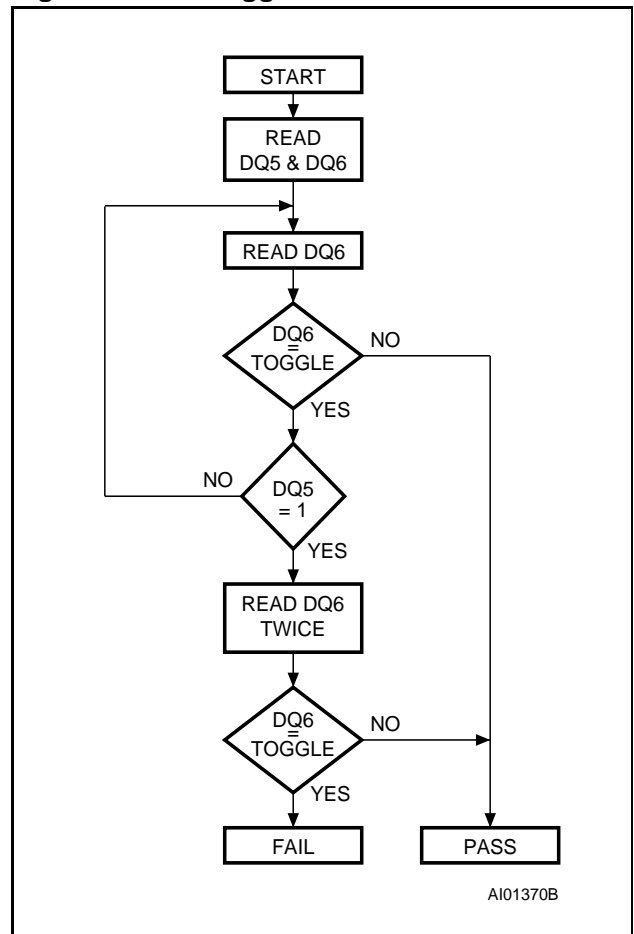 START
READ
DQ5 & DQ6
READ DQ6
DQ6
=
TOGGLE
NO
YES
NO
DQ5
= 1
YES
READ DQ6
TWICE
DQ6
=
TOGGLE
NO
YES
FAIL
PASS
AI01370B